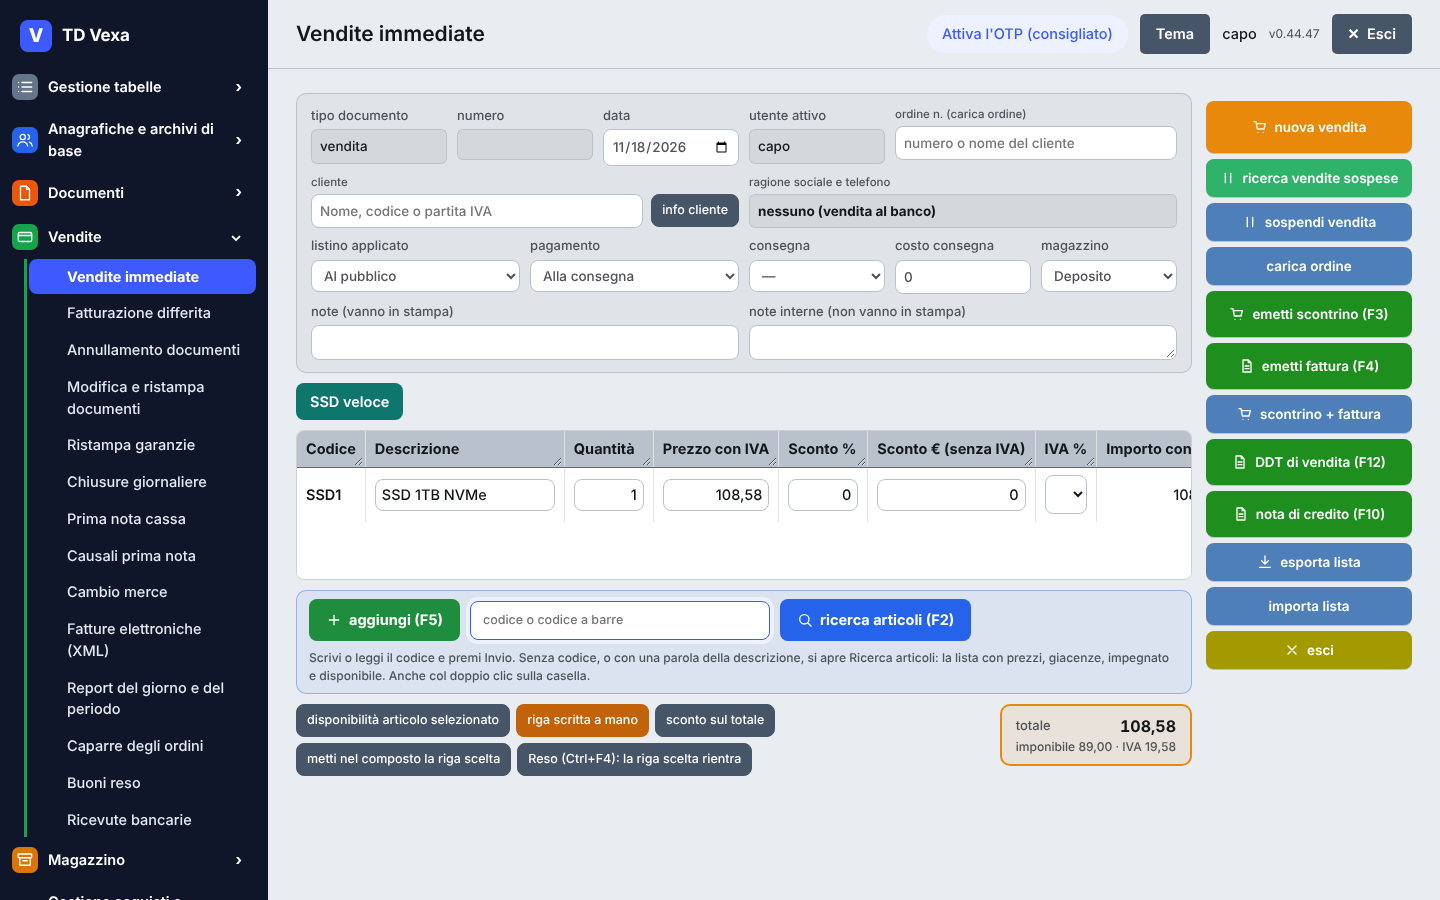 V TD Vexa
Gestione tabelle
Anagrafiche e archivi di
base
Documenti
Vendite
Vendite immediate
Fatturazione differita
Annullamento documenti
Modifica e ristampa
documenti
Ristampa garanzie
Chiusure giornaliere
Prima nota cassa
Causali prima nota
Cambio merce
Fatture elettroniche
(XML)
Report del giorno e del
periodo
Caparre degli ordini
Buoni reso
Ricevute bancarie
Magazzino
Vendite immediate
Attiva l'OTP (consigliato)
Tema
capo
v0.44.47
Esci
tipo documento
numero
data
utente attivo
ordine n. (carica ordine)
vendita
11/18/2026
capo
numero o nome del cliente
cliente
ragione sociale e telefono
Nome, codice o partita IVA
info cliente
nessuno (vendita al banco)
listino applicato
pagamento
consegna
costo consegna
magazzino
Al pubblico
Alla consegna
—
0
Deposito
note (vanno in stampa)
note interne (non vanno in stampa)
SSD veloce
Codice Descrizione Quantità Prezzo con IVA Sconto % Sconto € (senza IVA) IVA % Importo con
SSD1 SSD 1TB NVMe 1 108,58 0 0 108
aggiungi (F5)
codice o codice a barre
ricerca articoli (F2)
Scrivi o leggi il codice e premi Invio. Senza codice, o con una parola della descrizione, si apre Ricerca articoli: la lista con prezzi, giacenze, impegnato
e disponibile. Anche col doppio clic sulla casella.
disponibilità articolo selezionato
riga scritta a mano
sconto sul totale
metti nel composto la riga scelta
Reso (Ctrl+F4): la riga scelta rientra
totale 108,58
imponibile 89,00 · IVA 19,58
nuova vendita
ricerca vendite sospese
sospendi vendita
carica ordine
emetti scontrino (F3)
emetti fattura (F4)
scontrino + fattura
DDT di vendita (F12)
nota di credito (F10)
esporta lista
importa lista
esci